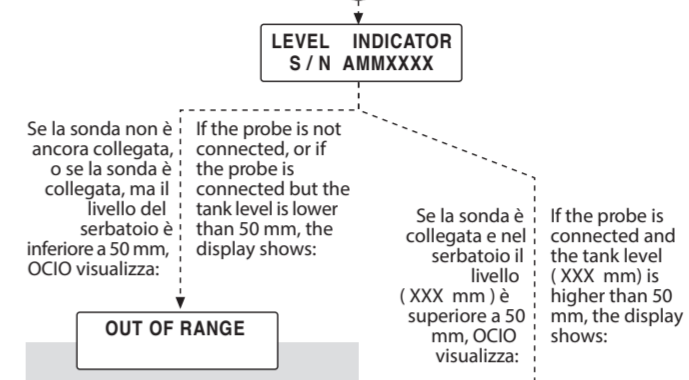 LEVEL INDICATOR
S / N AMMXXXX
Se la sonda non è
ancora collegata,
o se la sonda è
collegata, ma il
livello del
serbatoio è
inferiore a 50 mm,
OCIO visualizza:
If the probe is not
connected, or if
the probe is
connected but the
tank level is lower
than 50 mm, the
display shows:
Se la sonda è
collegata e nel
serbatoio il
livello
( XXX mm ) è
superiore a 50
mm, OCIO
visualizza:
If the probe is
connected and
the tank level
( XXX mm) is
higher than 50
mm, the display
shows:
OUT OF RANGE